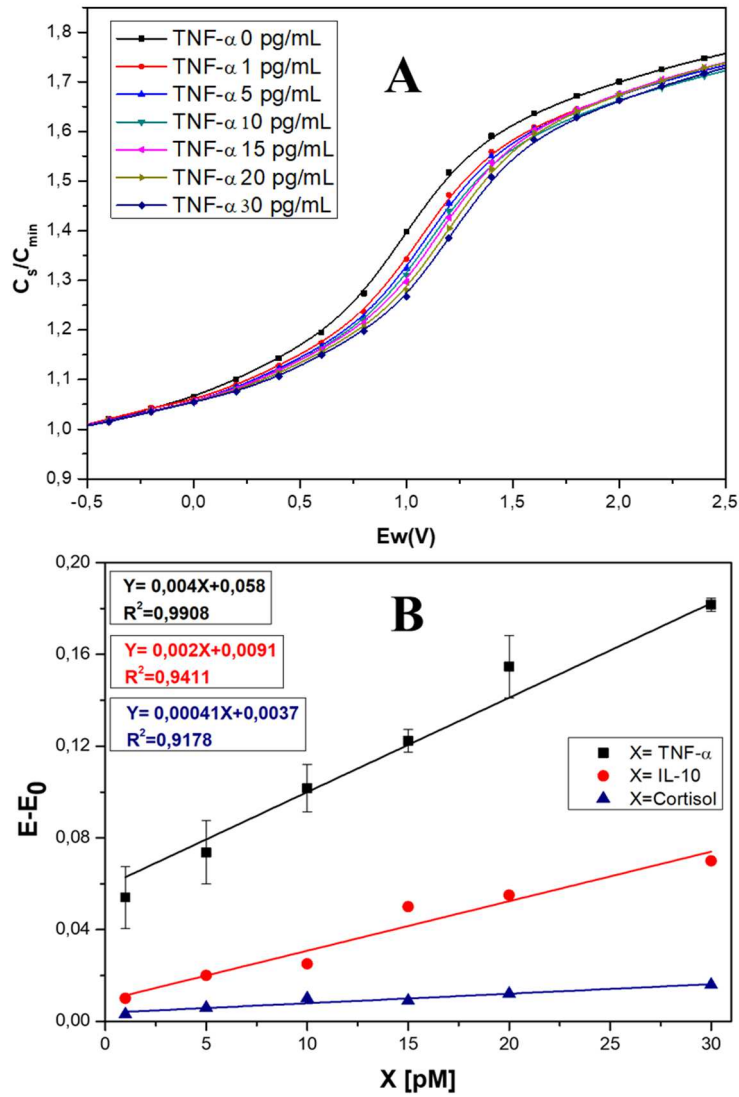 1,8
1,7
1,6
1,5
1,4
1,3
1,2
1,1
1,0
0,9
C_s/C_min
TNF-α 0 pg/mL
TNF-α 1 pg/mL
TNF-α 5 pg/mL
TNF-α 10 pg/mL
TNF-α 15 pg/mL
TNF-α 20 pg/mL
TNF-α 30 pg/mL
A
-0,5 0,0 0,5 1,0 1,5 2,0 2,5
Ew(V)
0,20
0,16
0,12
0,08
0,04
0,00
E-E₀
Y= 0,004X+0,058
R²=0,9908
Y= 0,002X+0,0091
R²=0,9411
Y= 0,00041X+0,0037
R²=0,9178
B
X= TNF-α
X= IL-10
X=Cortisol
0 5 10 15 20 25 30
X [pM]